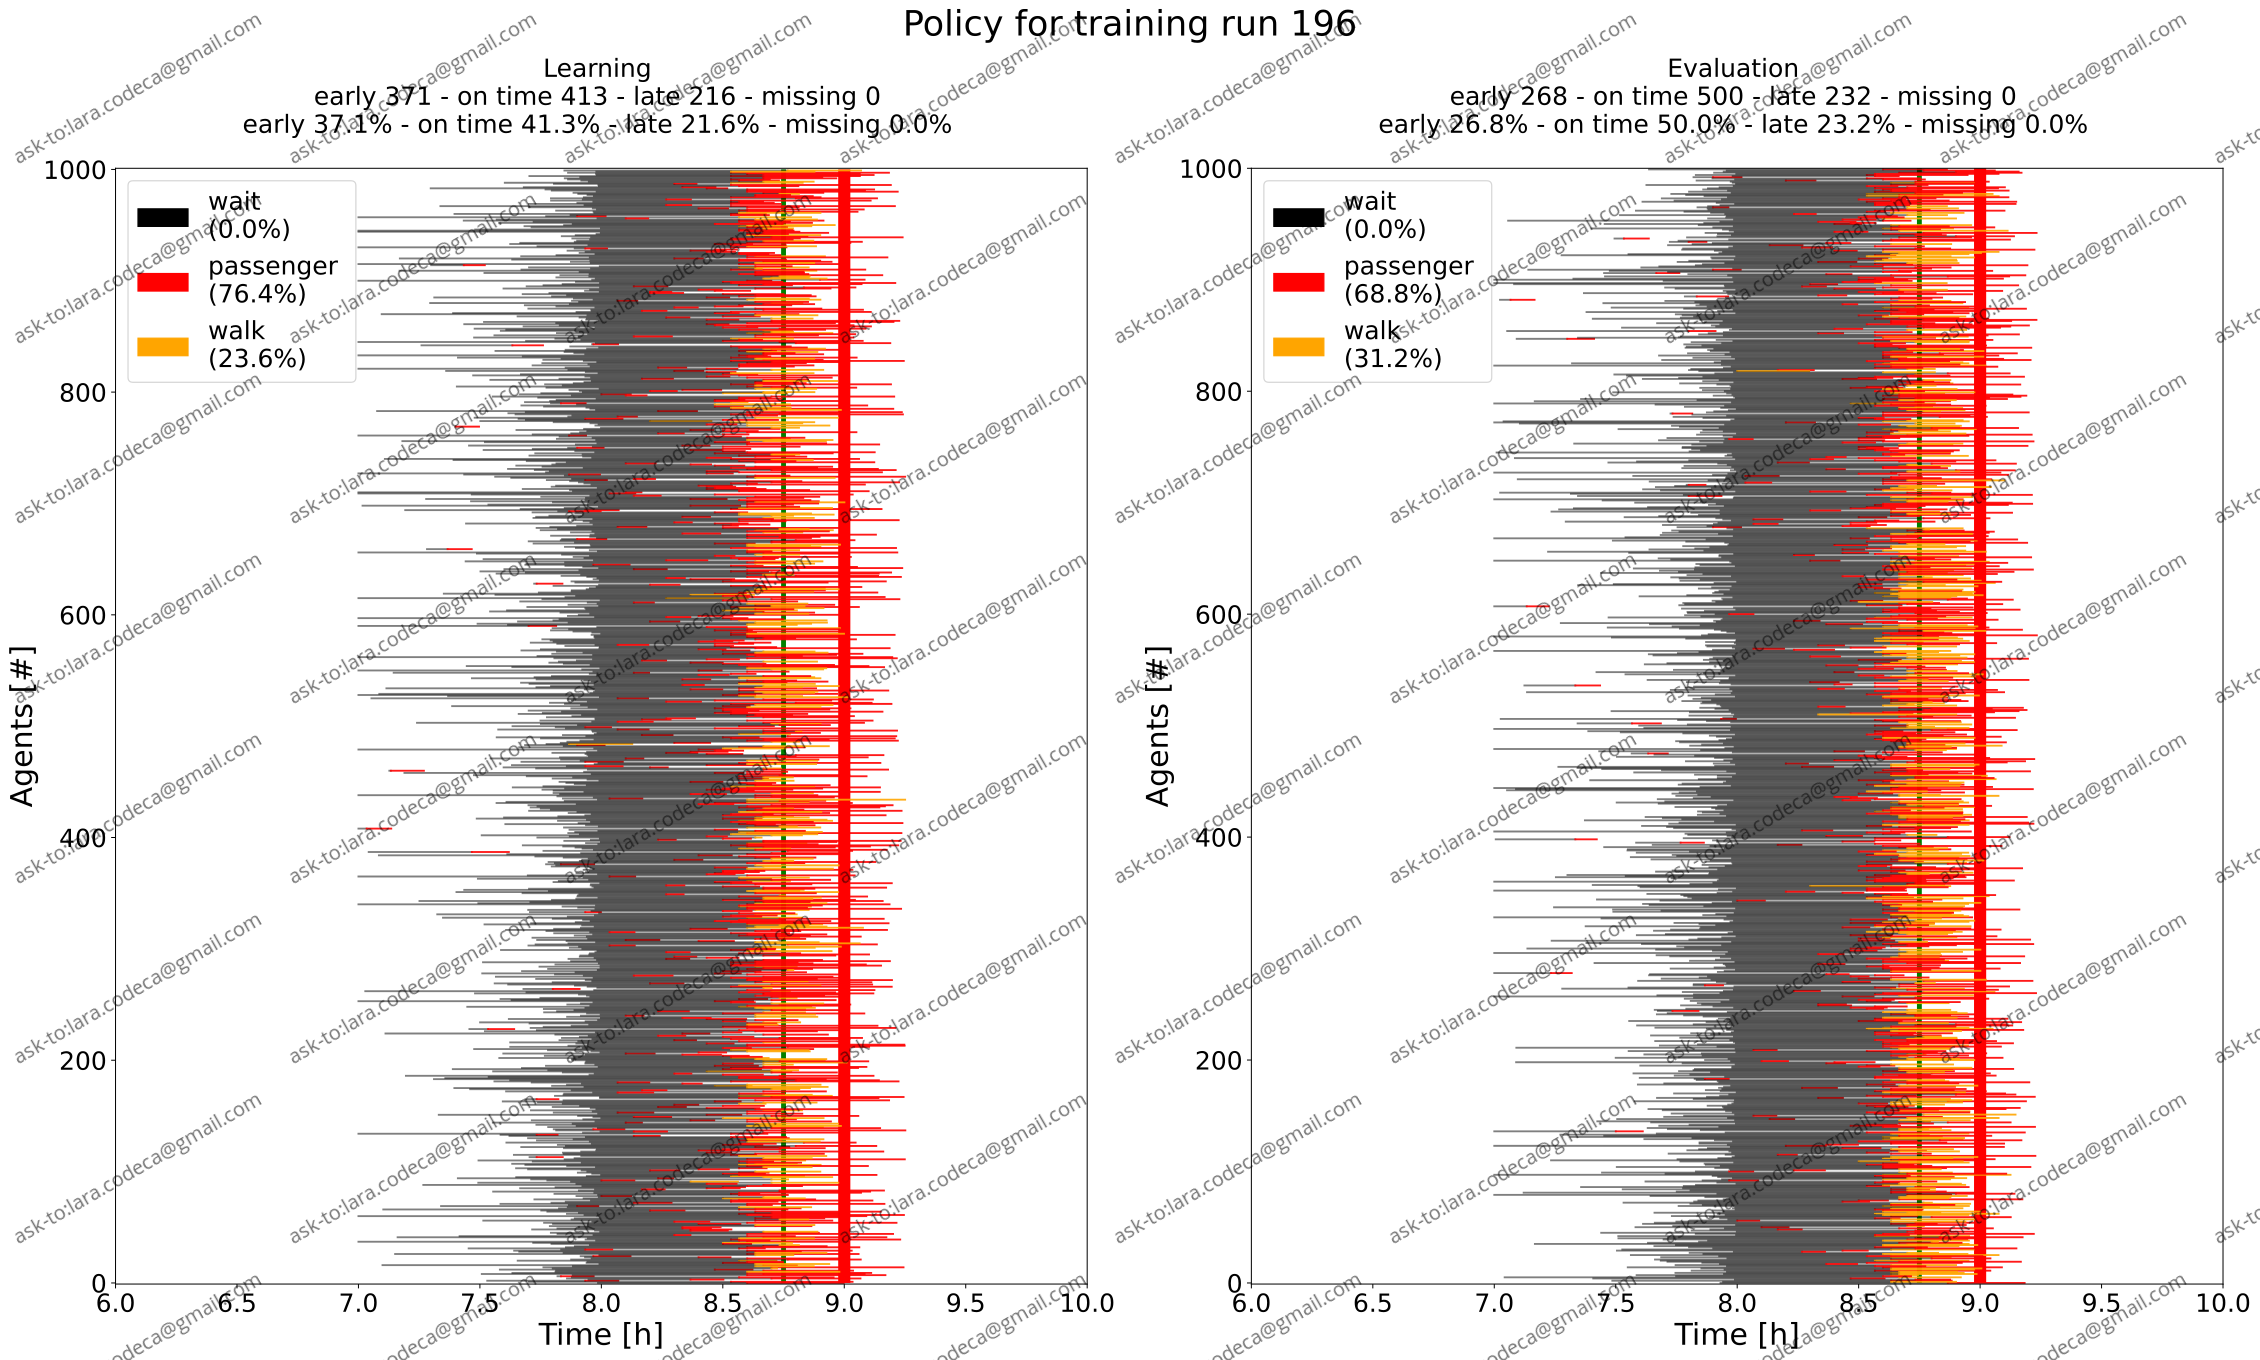 Policy for training run 196
Learning
early 371 - on time 413 - late 216 - missing 0
early 37.1% - on time 41.3% - late 21.6% - missing 0.0%
1000
800
600
400
200
0
Agents [#]
wait
(0.0%)
passenger
(76.4%)
walk
(23.6%)
6.0 6.5 7.0 7.5 8.0 8.5 9.0 9.5 10.0
Time [h]
Evaluation
early 268 - on time 500 - late 232 - missing 0
early 26.8% - on time 50.0% - late 23.2% - missing 0.0%
1000
800
600
400
200
0
Agents [#]
wait
(0.0%)
passenger
(68.8%)
walk
(31.2%)
6.0 6.5 7.0 7.5 8.0 8.5 9.0 9.5 10.0
Time [h]
ask-to:lara.codeca@gmail.com